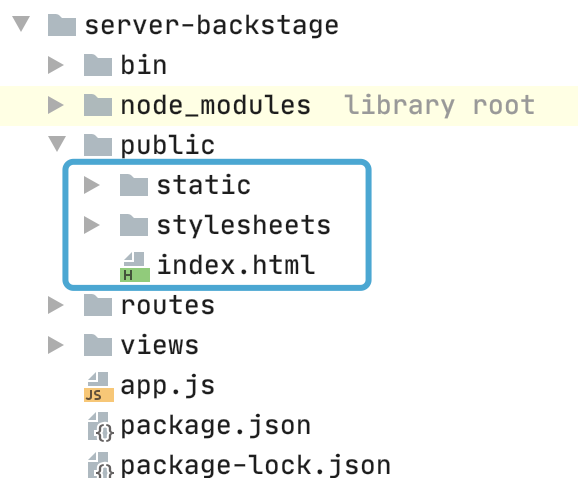 server-backstage
bin
node_modules library root
public
static
stylesheets
H index.html
routes
views
JS app.js
{} package.json
{} package-lock.json